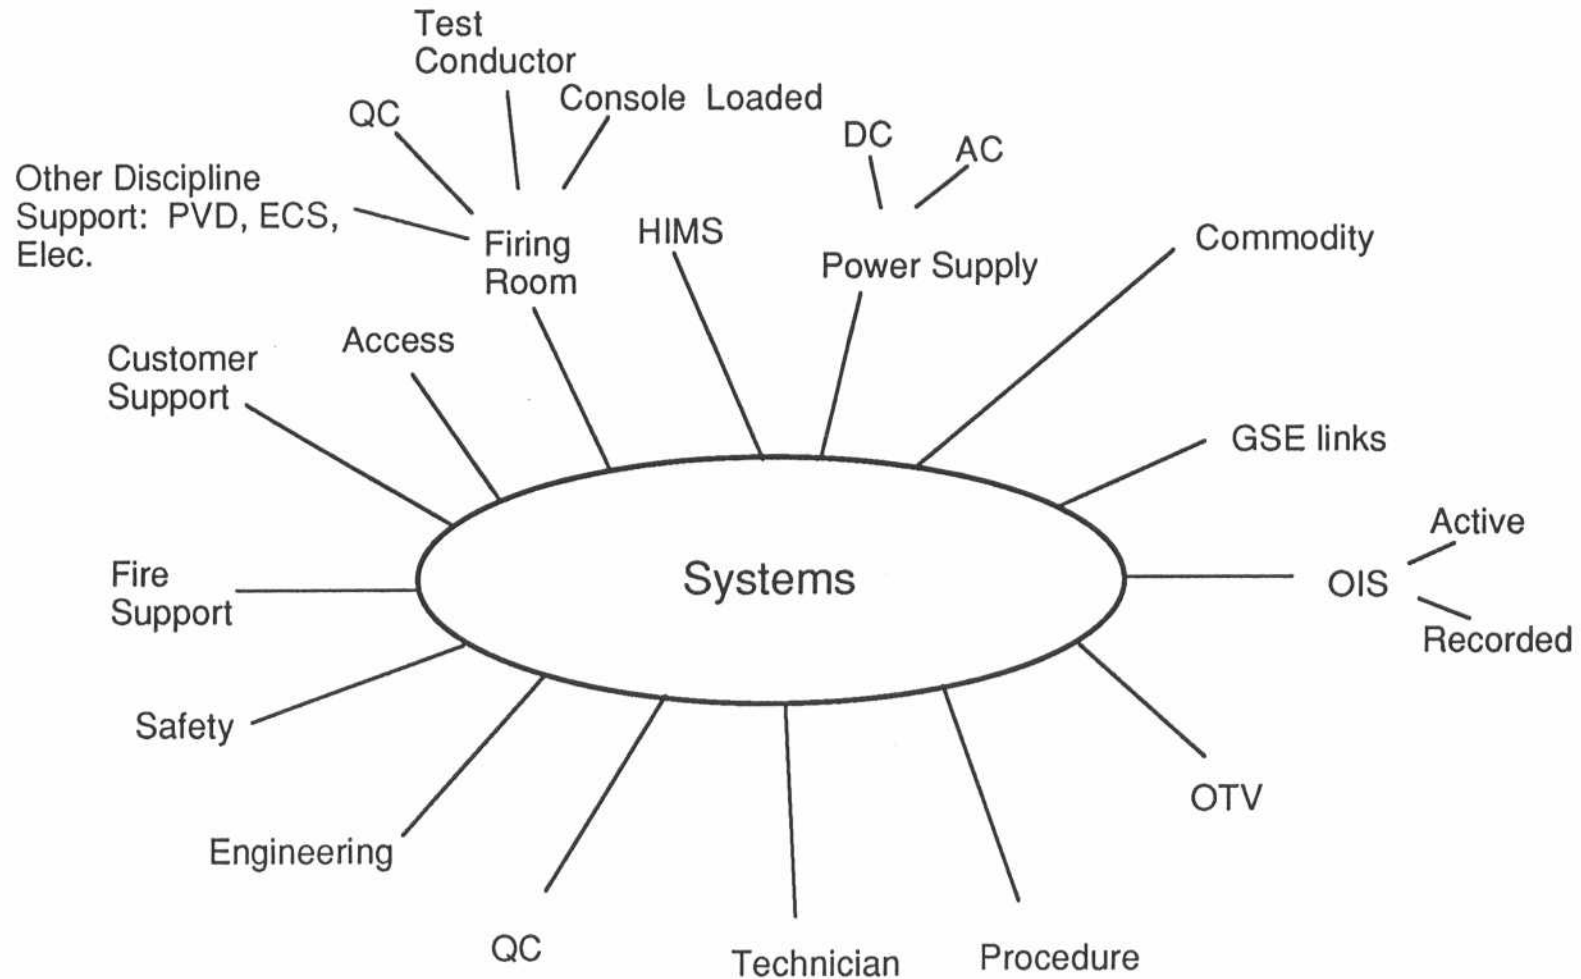 Test
Conductor
QC
Console Loaded
DC
AC
Other Discipline
Support: PVD, ECS,
Elec.
Firing
Room
HIMS
Power Supply
Commodity
Customer
Support
Access
GSE links
Active
OIS
Recorded
Fire
Support
Systems
Safety
OTV
Engineering
QC
Technician
Procedure